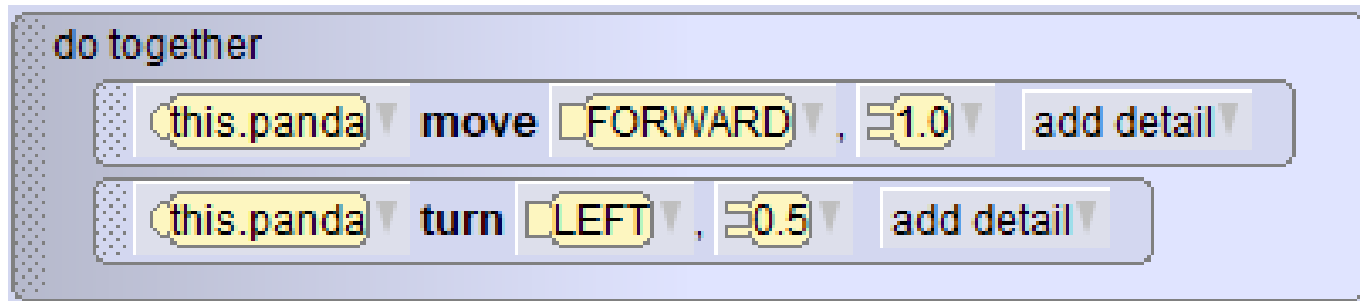 do together
this.panda move FORWARD , 1.0 add detail
this.panda turn LEFT , 0.5 add detail